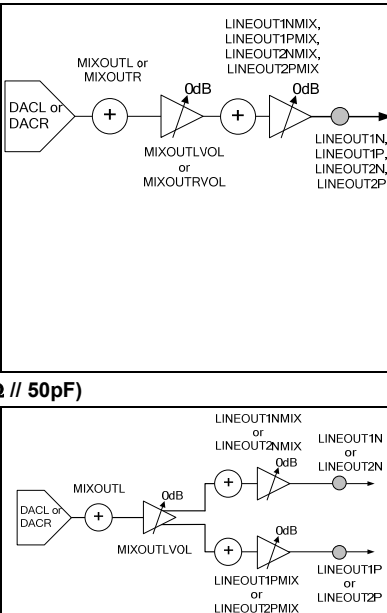 LINEOUT1NMIX,
LINEOUT1PMIX,
LINEOUT2NMIX,
LINEOUT2PMIX
MIXOUTL or
MIXOUTR
0dB
0dB
DACL or
DACR
+
+
MIXOUTLVOL
or
MIXOUTRVOL
LINEOUT1N,
LINEOUT1P,
LINEOUT2N,
LINEOUT2P
// 50pF)
LINEOUT1NMIX
or
LINEOUT2NMIX
LINEOUT1N
or
LINEOUT2N
0dB
+
MIXOUTL
0dB
DACL or
DACR
+
MIXOUTLVOL
0dB
+
LINEOUT1PMIX
or
LINEOUT2PMIX
LINEOUT1P
or
LINEOUT2P